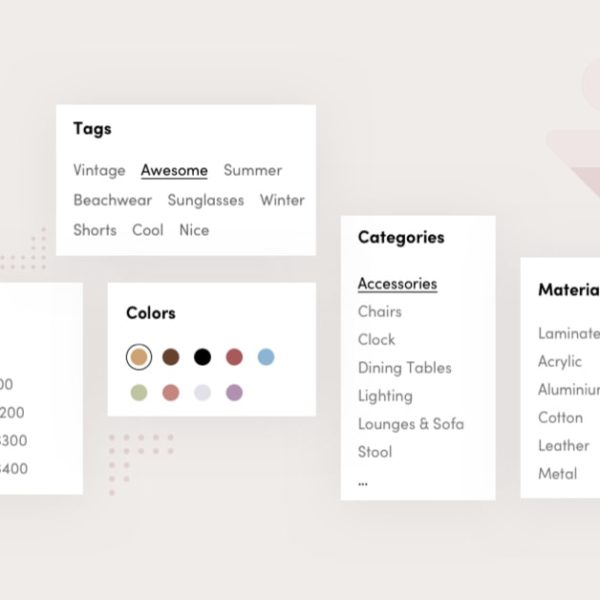 Tags
Vintage Awesome Summer
Beachwear Sunglasses Winter
Shorts Cool Nice
Categories
Accessories
Chairs
Clock
Dining Tables
Lighting
Lounges & Sofa
Stool
...
Colors
00
200
$300
$400
Materia
Laminate
Acrylic
Aluminiu
Cotton
Leather
Metal